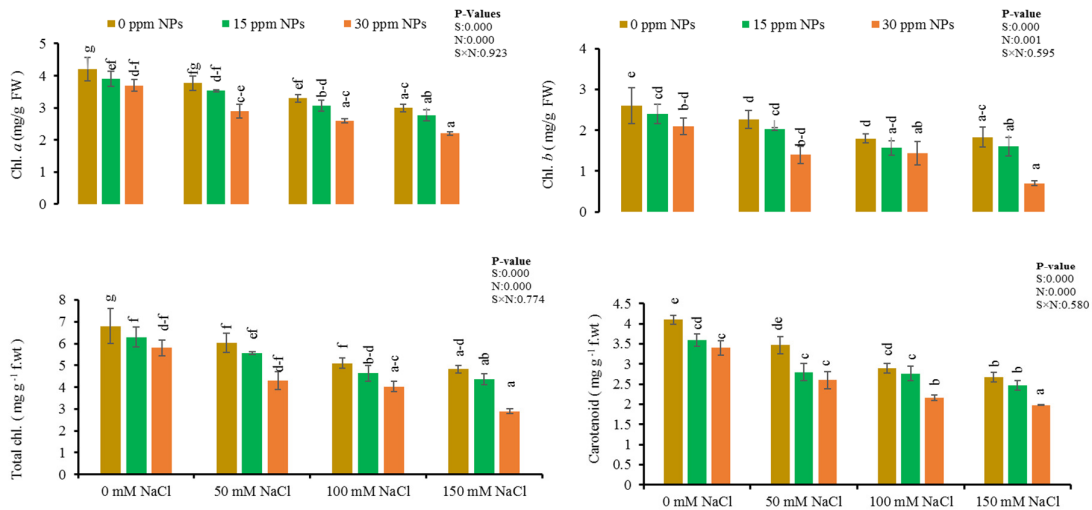 0 ppm NPs 15 ppm NPs 30 ppm NPs
P-Values
S:0.000
N:0.000
S×N:0.923
Chl. a (mg/g FW)
5
4
3
2
1
0
g ef d-f fg d-f c-e ef b-d a-c a-c ab a
0 ppm NPs 15 ppm NPs 30 ppm NPs
P-value
S:0.000
N:0.001
S×N:0.595
Chl. b (mg/g FW)
4
3
2
1
0
e cd b-d d cd b-d d a-d ab a-c ab a
P-value
S:0.000
N:0.000
S×N:0.774
Total chl. ( mg g-1 f.wt)
8
7
6
5
4
3
2
1
0
g f d-f f ef d-f f b-d a-c a-d ab a
0 mM NaCl 50 mM NaCl 100 mM NaCl 150 mM NaCl
P-value
S:0.000
N:0.000
S×N:0.580
Carotenoid ( mg g-1 f.wt)
4.5
4
3.5
3
2.5
2
1.5
1
0.5
0
e cd c de c c cd c b b b a
0 mM NaCl 50 mM NaCl 100 mM NaCl 150 mM NaCl